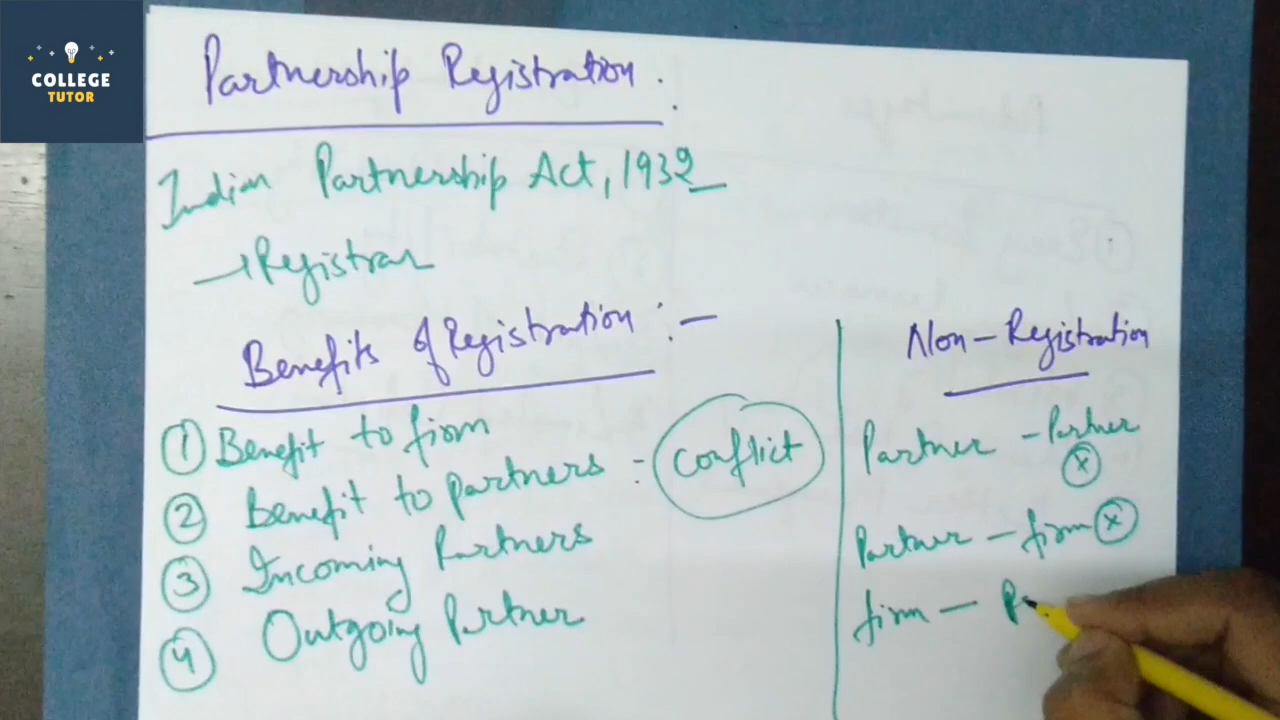 COLLEGE
TUTOR
Partnership Registration :
Indian Partnership Act, 1932
→ Registrar
Benefits of Registration :-
① Benefit to firm
② Benefit to partners : Conflict
③ Incoming Partners
④ Outgoing Partner
Non-Registration
Partner - Partner
ⓧ
Partner - firm ⓧ
firm - P